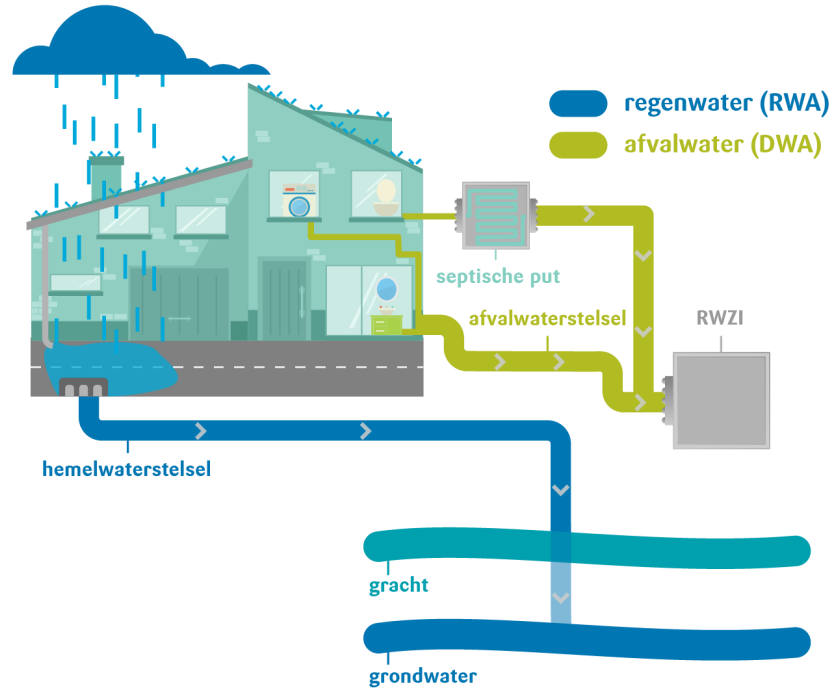 regenwater (RWA)
afvalwater (DWA)
septische put
afvalwaterstelsel
RWZI
hemelwaterstelsel
gracht
grondwater